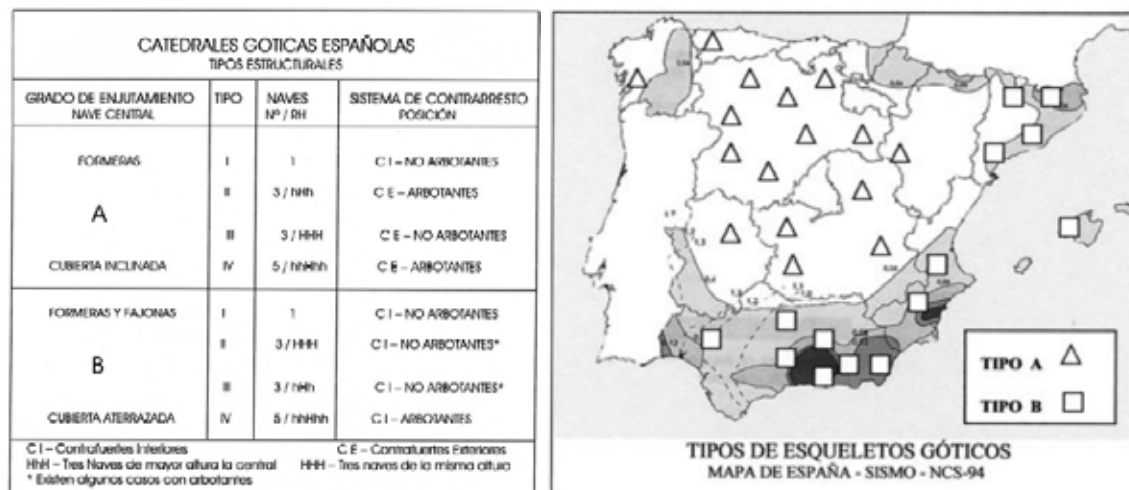 CATEDRALES GOTICAS ESPAÑOLAS
TIPOS ESTRUCTURALES
GRADO DE ENJUTAMIENTO NAVE CENTRAL TIPO NAVES Nº / RH SISTEMA DE CONTRARRESTO POSICIÓN
FORMERAS I 1 C I – NO ARBOTANTES
II 3 / hHh C E – ARBOTANTES
A
III 3 / HHH C E – NO ARBOTANTES
CUBIERTA INCLINADA IV 5 / hhHhh C E – ARBOTANTES
FORMERAS Y FAJONAS I 1 C I – NO ARBOTANTES
II 3 / HHH C I – NO ARBOTANTES*
B
III 3 / hHh C I – NO ARBOTANTES*
CUBIERTA ATERRAZADA IV 5 / hhHhh C I – ARBOTANTES
C I – Contrafuertes Interiores C E – Contrafuertes Exteriores
HhH – Tres Naves de mayor altura la central HHH – Tres naves de la misma altura
* Existen algunos casos con arbotantes
TIPO A
TIPO B
TIPOS DE ESQUELETOS GÓTICOS
MAPA DE ESPAÑA - SISMO - NCS-94